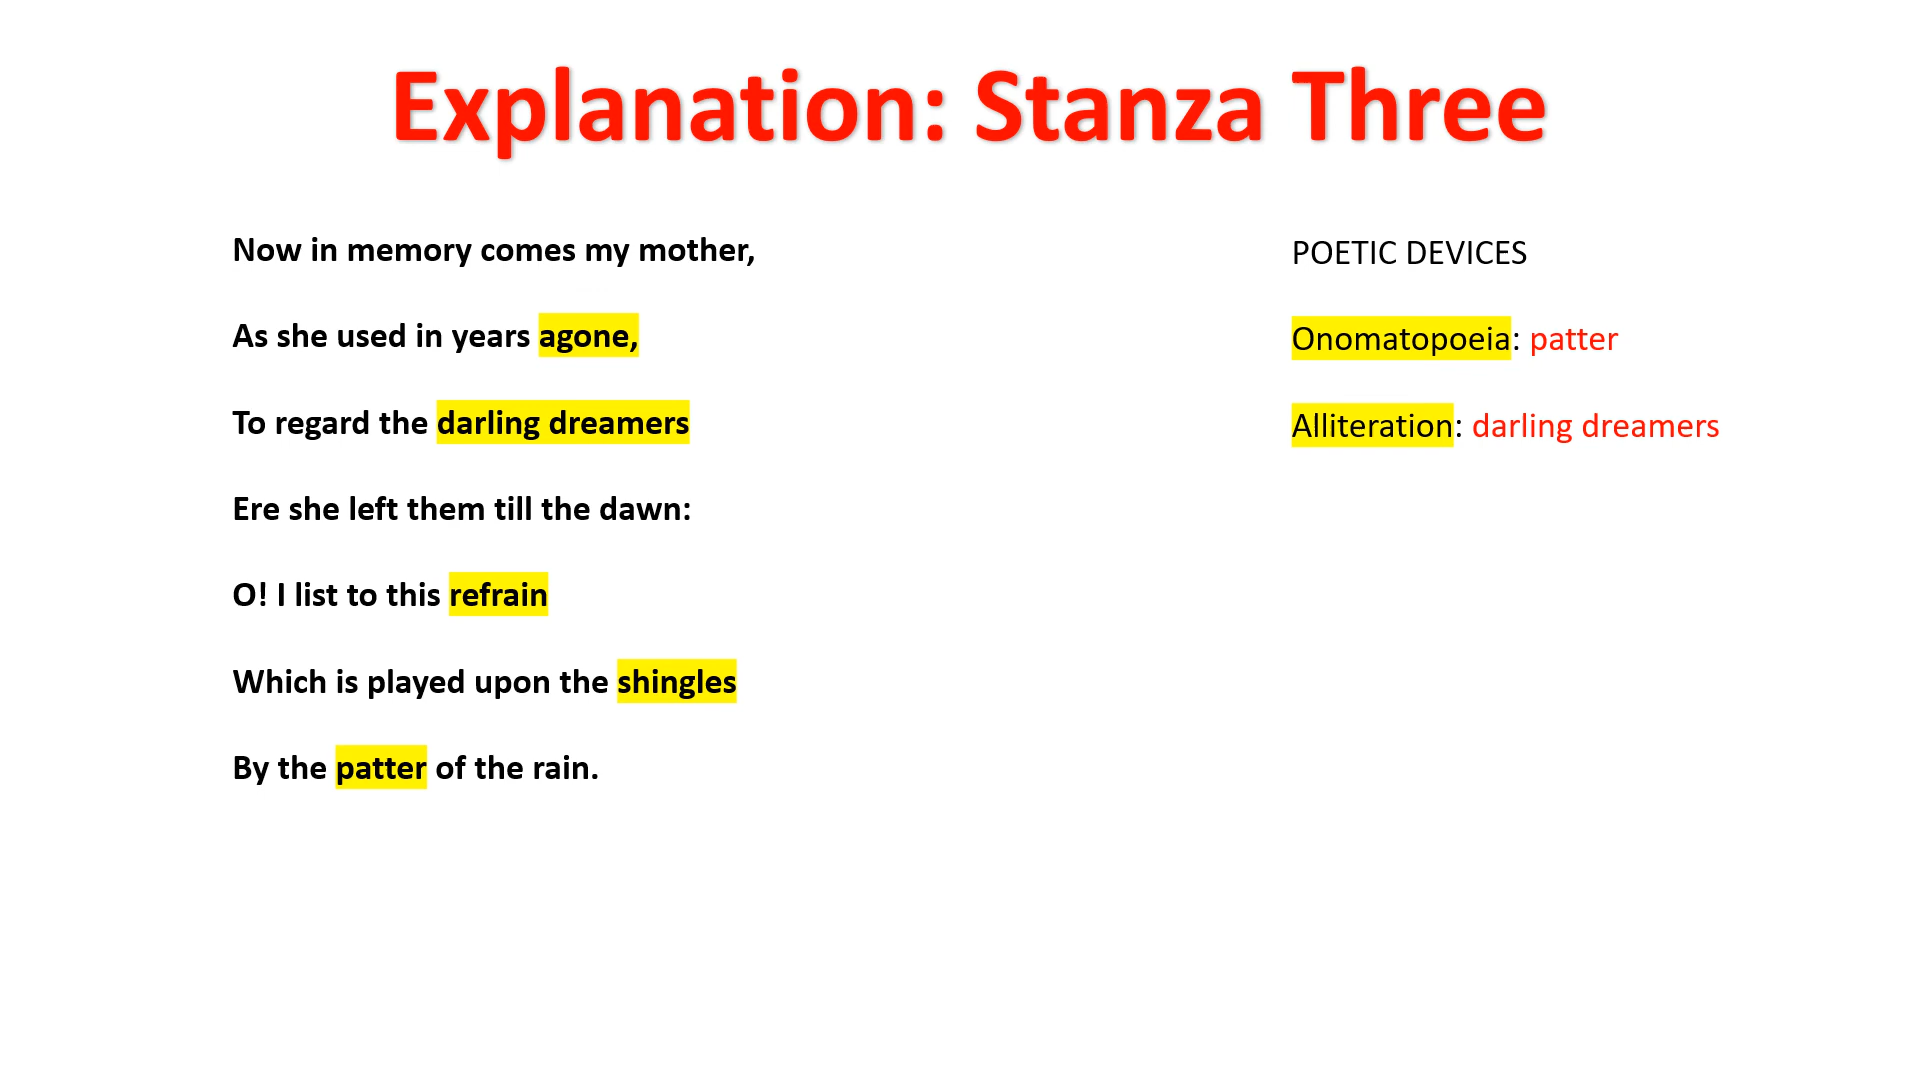 Explanation: Stanza Three
Now in memory comes my mother,
As she used in years agone,
To regard the darling dreamers
Ere she left them till the dawn:
O! I list to this refrain
Which is played upon the shingles
By the patter of the rain.
POETIC DEVICES
Onomatopoeia: patter
Alliteration: darling dreamers